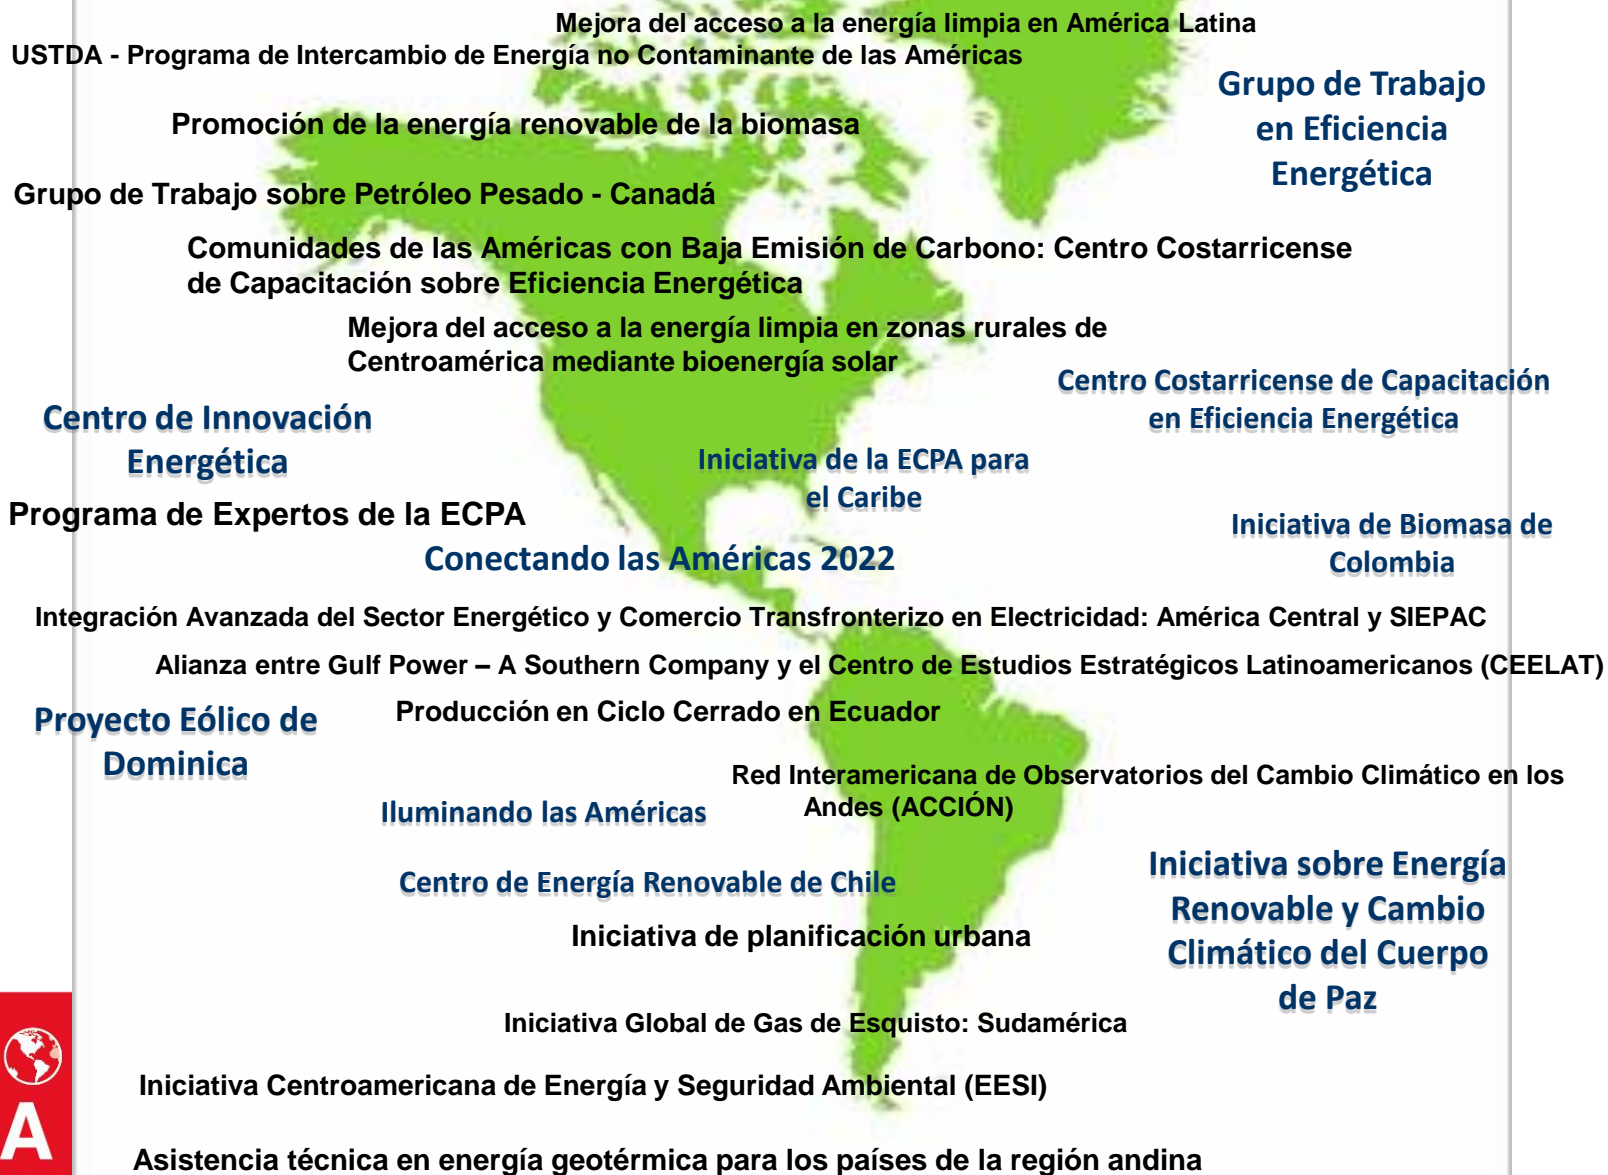 Mejora del acceso a la energía limpia en América Latina
USTDA - Programa de Intercambio de Energía no Contaminante de las Américas
Grupo de Trabajo
en Eficiencia
Energética
Promoción de la energía renovable de la biomasa
Grupo de Trabajo sobre Petróleo Pesado - Canadá
Comunidades de las Américas con Baja Emisión de Carbono: Centro Costarricense
de Capacitación sobre Eficiencia Energética
Mejora del acceso a la energía limpia en zonas rurales de
Centroamérica mediante bioenergía solar
Centro Costarricense de Capacitación
en Eficiencia Energética
Centro de Innovación
Energética
Iniciativa de la ECPA para
el Caribe
Programa de Expertos de la ECPA
Iniciativa de Biomasa de
Colombia
Conectando las Américas 2022
Integración Avanzada del Sector Energético y Comercio Transfronterizo en Electricidad: América Central y SIEPAC
Alianza entre Gulf Power – A Southern Company y el Centro de Estudios Estratégicos Latinoamericanos (CEELAT)
Proyecto Eólico de
Dominica
Producción en Ciclo Cerrado en Ecuador
Red Interamericana de Observatorios del Cambio Climático en los
Andes (ACCIÓN)
Iluminando las Américas
Centro de Energía Renovable de Chile
Iniciativa sobre Energía
Renovable y Cambio
Climático del Cuerpo
de Paz
Iniciativa de planificación urbana
Iniciativa Global de Gas de Esquisto: Sudamérica
Iniciativa Centroamericana de Energía y Seguridad Ambiental (EESI)
A
Asistencia técnica en energía geotérmica para los países de la región andina